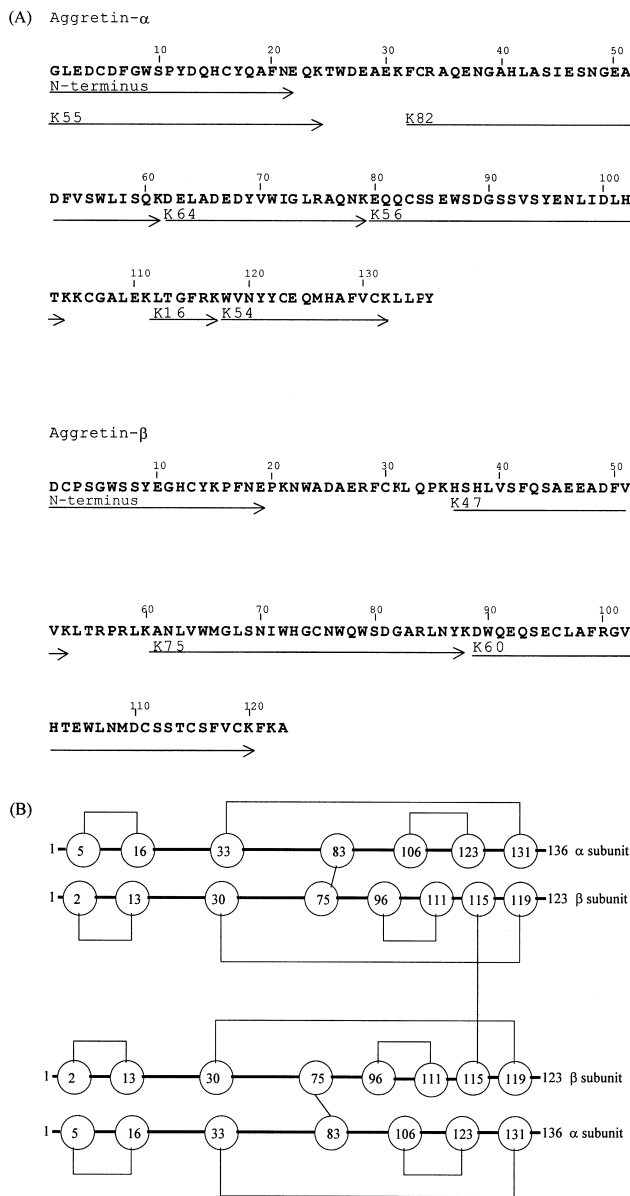 (A) Aggretin-α
10 20 30 40 50
GLEDCDFGWSPYDQHCYQAFNEQKTWDEAEKFCRAQENGAHLASIESNGEA
N-terminus
K55 K82
60 70 80 90 100
DFVSWLISQKDELADEDYVWIGLRAQNKEQQCSSEWSDGSSVSYENLIDLH
K64 K56
110 120 130
TKKCGALEKLTGFRKWVNYYCEQMHAFVCKLLPY
K16 K54
Aggretin-β
10 20 30 40 50
DCPSGWSSYEGHCYKPFNEPKNWADAERFCKLQPKHSHLVSFQSAEEADFV
N-terminus K47
60 70 80 90 100
VKLTRPRLKANLVWMGLSNIWHGCNWQWSDGARLNYKDWQEQSECLAFRGV
K75 K60
110 120
HTEWLNMDCSSTCSFVCKFKA
(B)
1 5 16 33 83 106 123 131 136 α subunit
1 2 13 30 75 96 111 115 119 123 β subunit
1 2 13 30 75 96 111 115 119 123 β subunit
1 5 16 33 83 106 123 131 136 α subunit